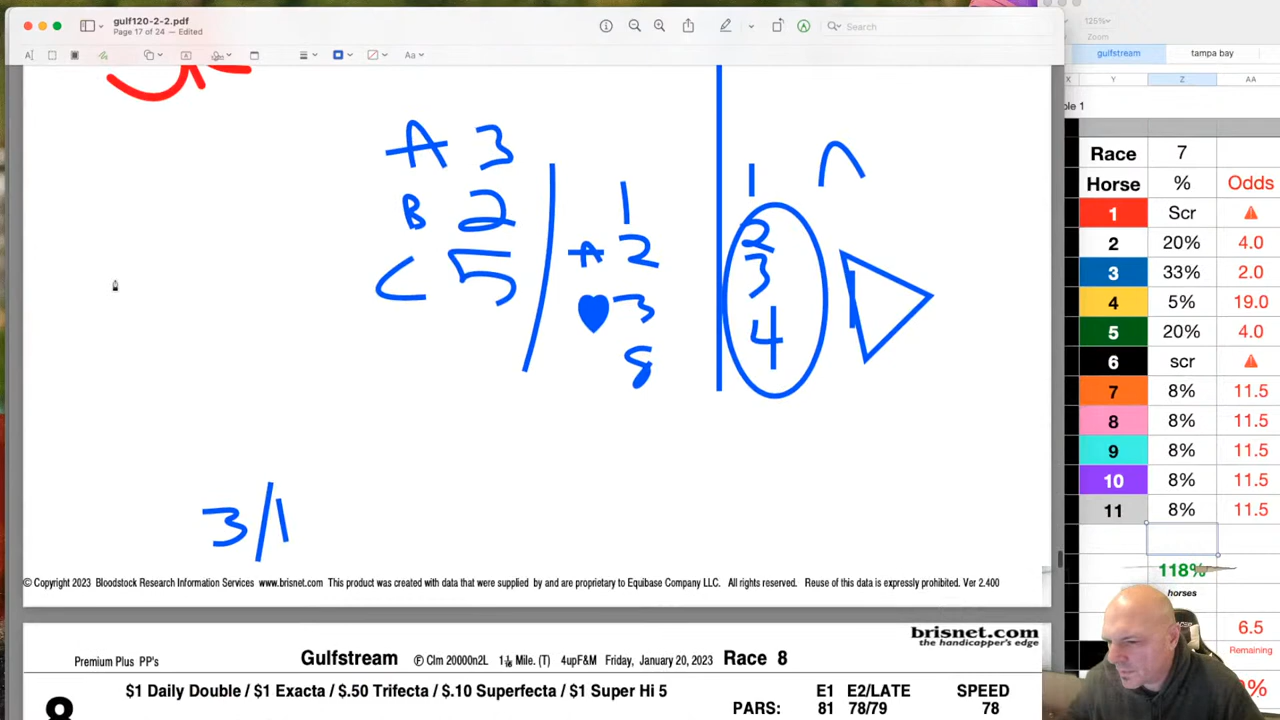 gulf120-2-2.pdf
Page 17 of 24 — Edited
Search
125%
Zoom
gulfstream
tampa bay
X Y Z AA
ble 1
A 3
B 2
C 5
1
A 2
3
8
1
2
3
4
3/1
Race 7
Horse % Odds
1 Scr
2 20% 4.0
3 33% 2.0
4 5% 19.0
5 20% 4.0
6 scr
7 8% 11.5
8 8% 11.5
9 8% 11.5
10 8% 11.5
11 8% 11.5
118%
horses
6.5
Remaining
© Copyright 2023 Bloodstock Research Information Services www.brisnet.com This product was created with data that were supplied by and are proprietary to Equibase Company LLC. All rights reserved. Reuse of this data is expressly prohibited. Ver 2.400
brisnet.com
the handicapper's edge
Premium Plus PP's Gulfstream Ⓕ Clm 20000n2L 1⅟₁₆ Mile. (T) 4upF&M Friday, January 20, 2023 Race 8
8
$1 Daily Double / $1 Exacta / $.50 Trifecta / $.10 Superfecta / $1 Super Hi 5
E1 E2/LATE SPEED
PARS: 81 78/79 78